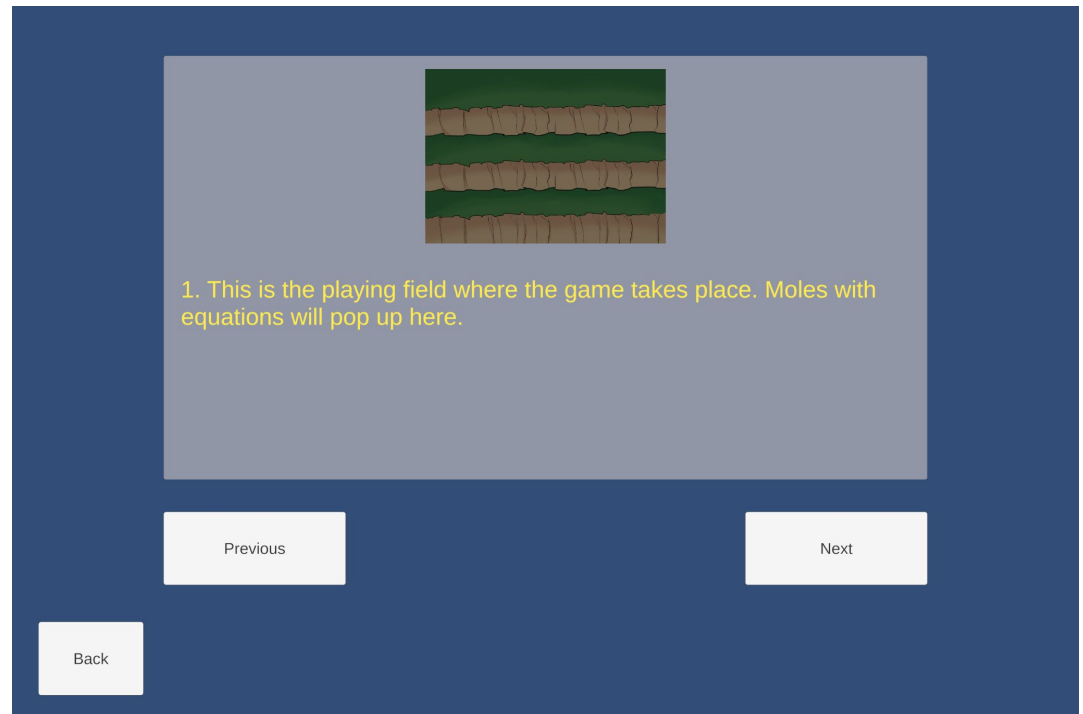 1. This is the playing field where the game takes place. Moles with
equations will pop up here.
Previous
Next
Back